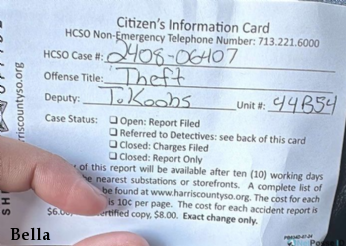 Citizen's Information Card
HCSO Non-Emergency Telephone Number: 713.221.6000
HCSO Case #: 2408-06407
Offense Title: Theft
Deputy: T. Koohs Unit #: 44B54
Case Status: ☐ Open: Report Filed
☐ Referred to Detectives: see back of this card
☐ Closed: Charges Filed
☐ Closed: Report Only
of this report will be available after ten (10) working days
nearest substations or storefronts. A complete list of
be found at www.harriscountyso.org. The cost for each
is 10¢ per page. The cost for each accident report is
$6.00, certified copy, $8.00. Exact change only.
rriscountyso.org
Bella